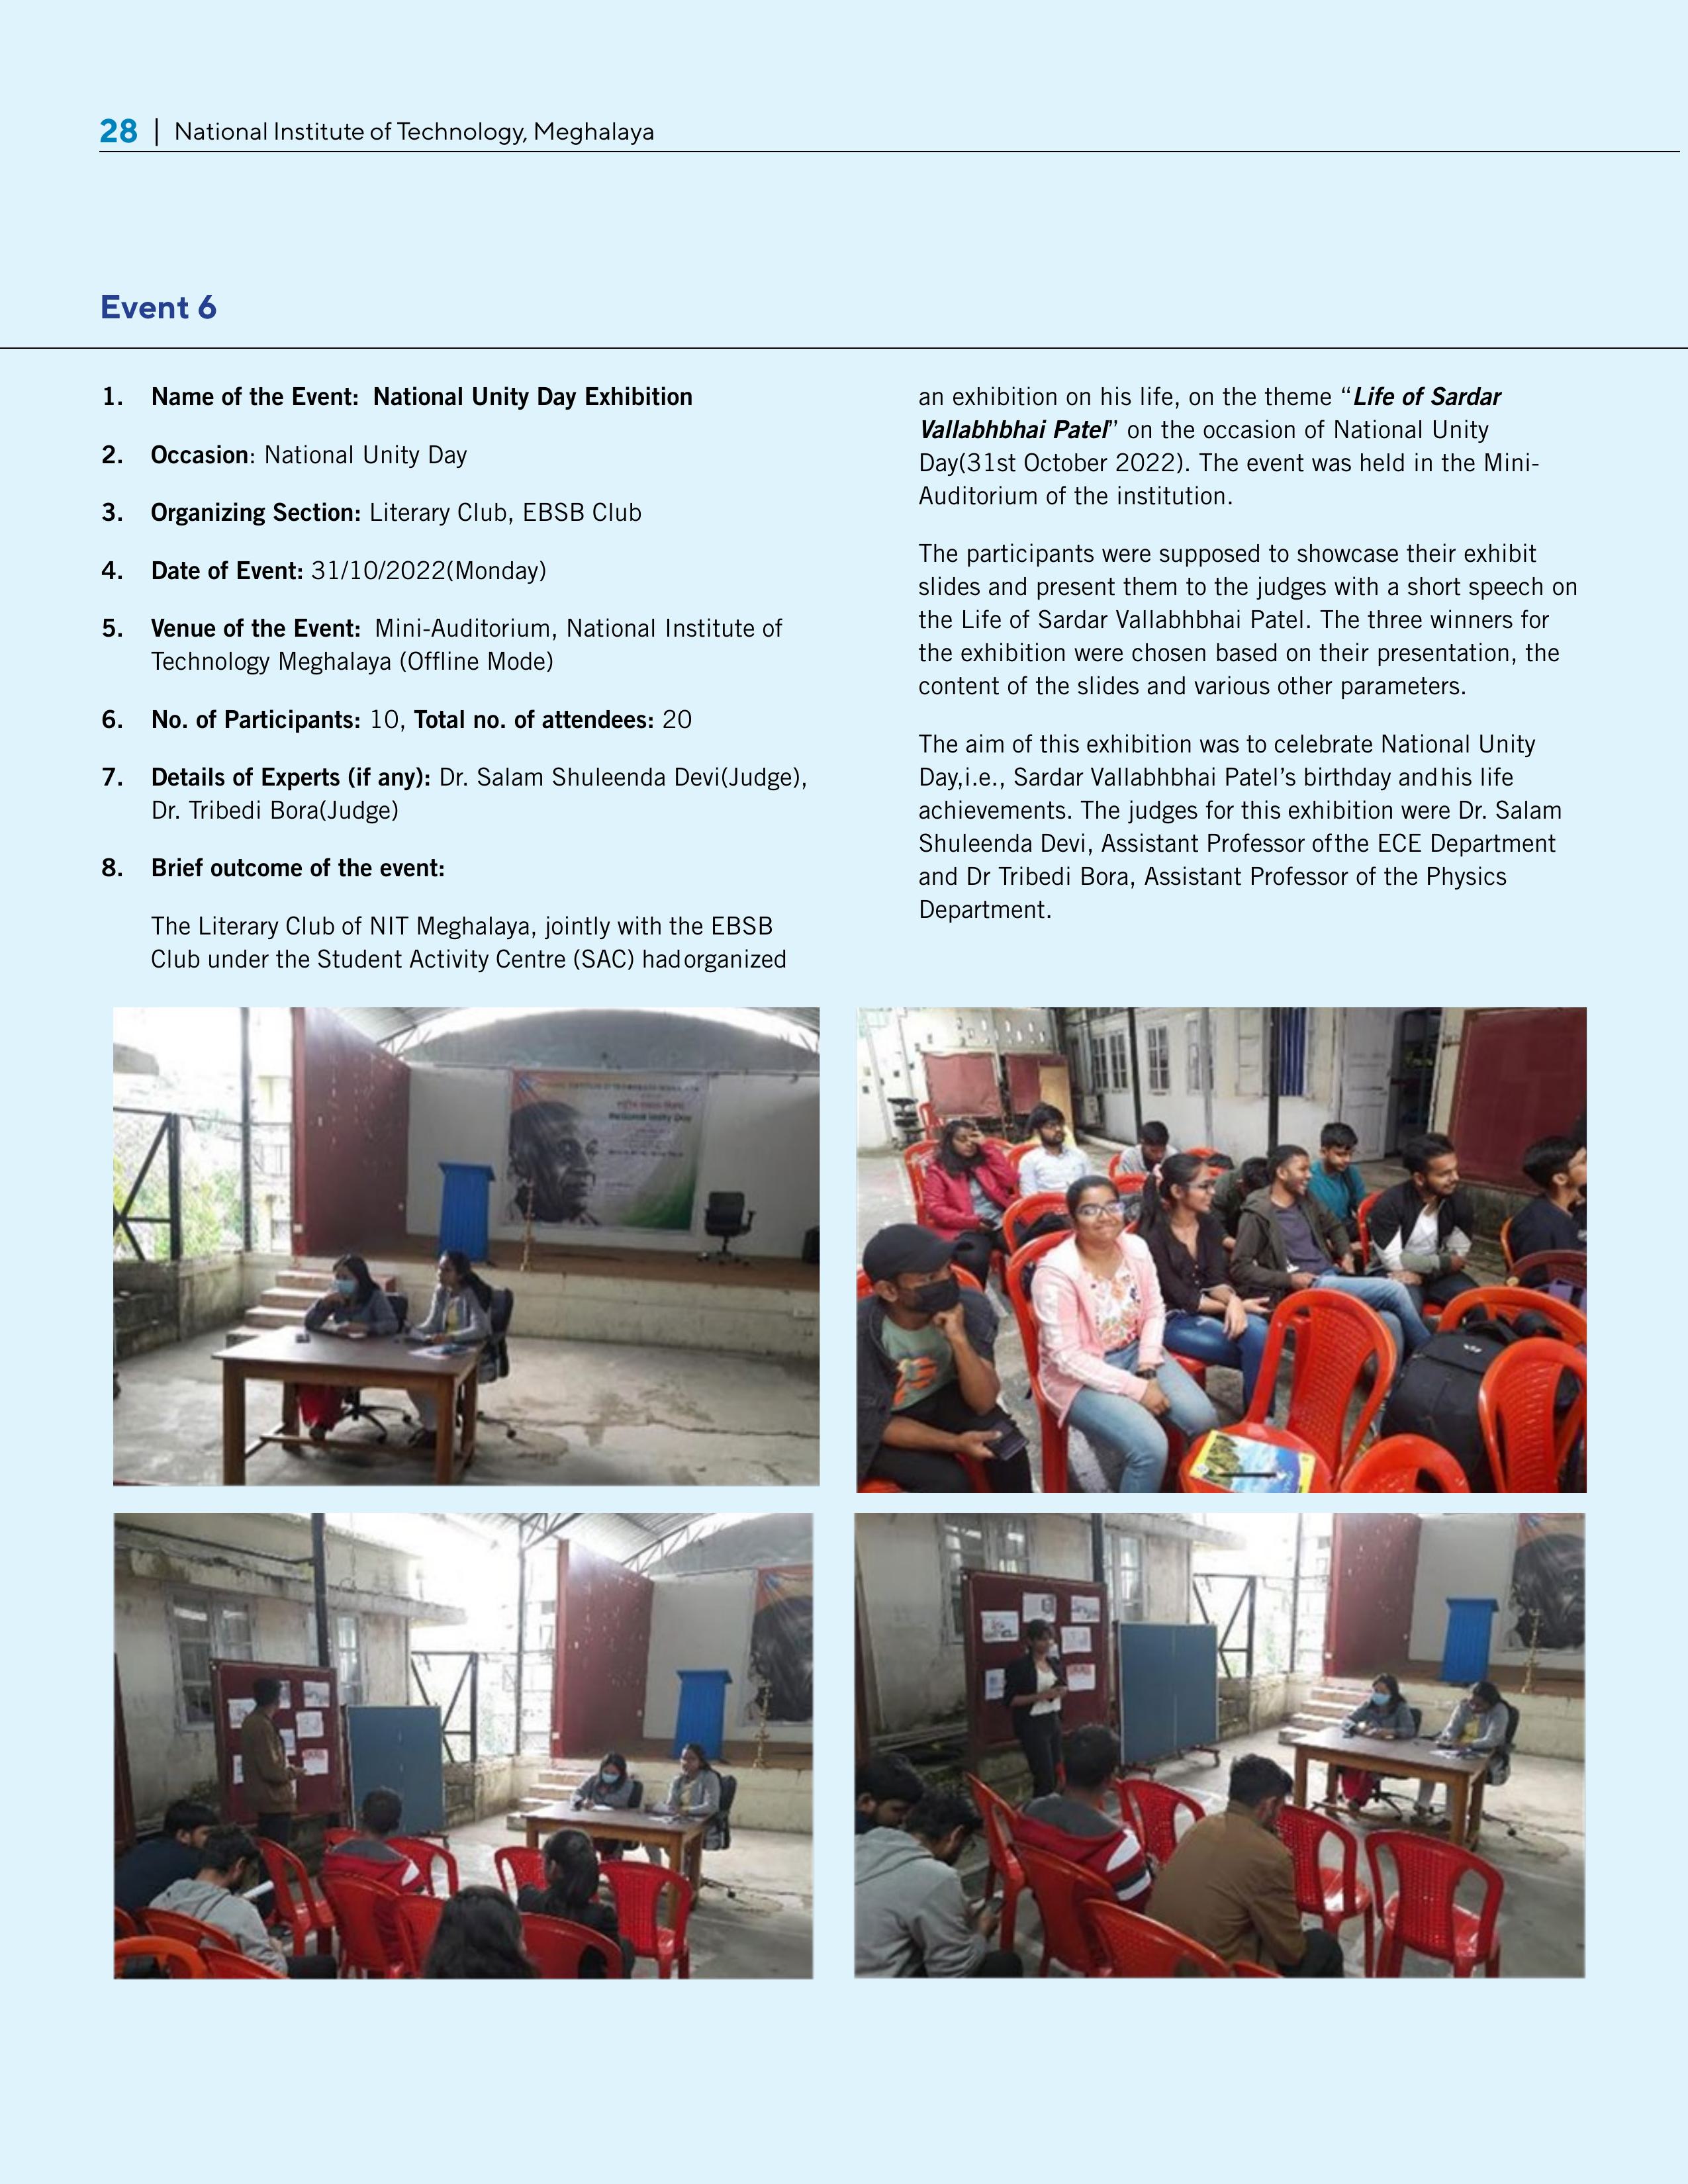 28 | National Institute of Technology, Meghalaya
Event 6
1. Name of the Event: National Unity Day Exhibition
2. Occasion: National Unity Day
3. Organizing Section: Literary Club, EBSB Club
4. Date of Event: 31/10/2022(Monday)
5. Venue of the Event: Mini-Auditorium, National Institute of
Technology Meghalaya (Offline Mode)
6. No. of Participants: 10, Total no. of attendees: 20
7. Details of Experts (if any): Dr. Salam Shuleenda Devi(Judge),
Dr. Tribedi Bora(Judge)
8. Brief outcome of the event:
The Literary Club of NIT Meghalaya, jointly with the EBSB
Club under the Student Activity Centre (SAC) hadorganized
an exhibition on his life, on the theme “Life of Sardar
Vallabhbhai Patel” on the occasion of National Unity
Day(31st October 2022). The event was held in the Mini-
Auditorium of the institution.
The participants were supposed to showcase their exhibit
slides and present them to the judges with a short speech on
the Life of Sardar Vallabhbhai Patel. The three winners for
the exhibition were chosen based on their presentation, the
content of the slides and various other parameters.
The aim of this exhibition was to celebrate National Unity
Day,i.e., Sardar Vallabhbhai Patel’s birthday andhis life
achievements. The judges for this exhibition were Dr. Salam
Shuleenda Devi, Assistant Professor ofthe ECE Department
and Dr Tribedi Bora, Assistant Professor of the Physics
Department.
National Unity Day